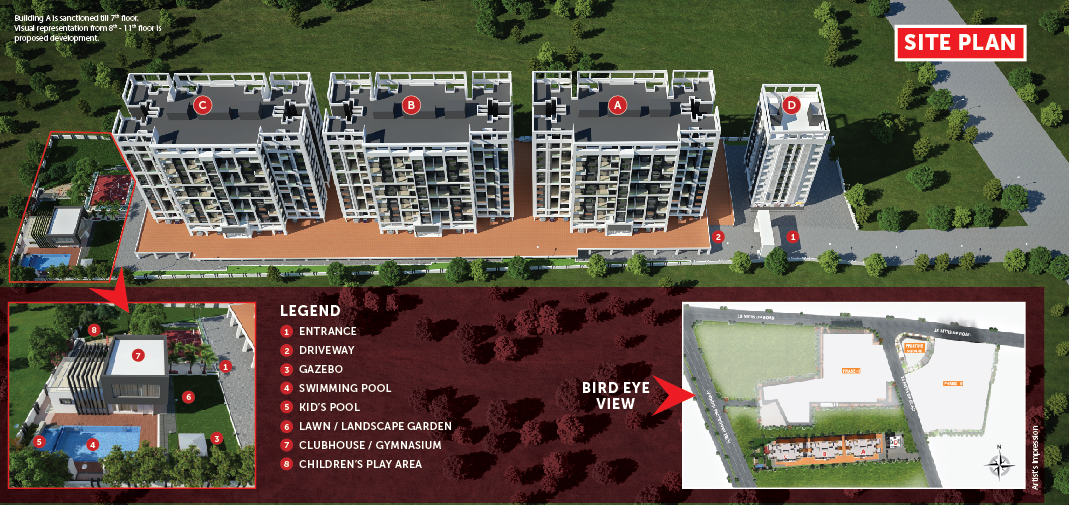 Building A is sanctioned till 7th floor.
Visual representation from 8th - 11th floor is
proposed development.
SITE PLAN
C
B
A
D
2
1
8
7
1
6
5
4
3
LEGEND
1 ENTRANCE
2 DRIVEWAY
3 GAZEBO
4 SWIMMING POOL
5 KID'S POOL
6 LAWN / LANDSCAPE GARDEN
7 CLUBHOUSE / GYMNASIUM
8 CHILDREN'S PLAY AREA
BIRD EYE
VIEW
A
N
Artist's Impression